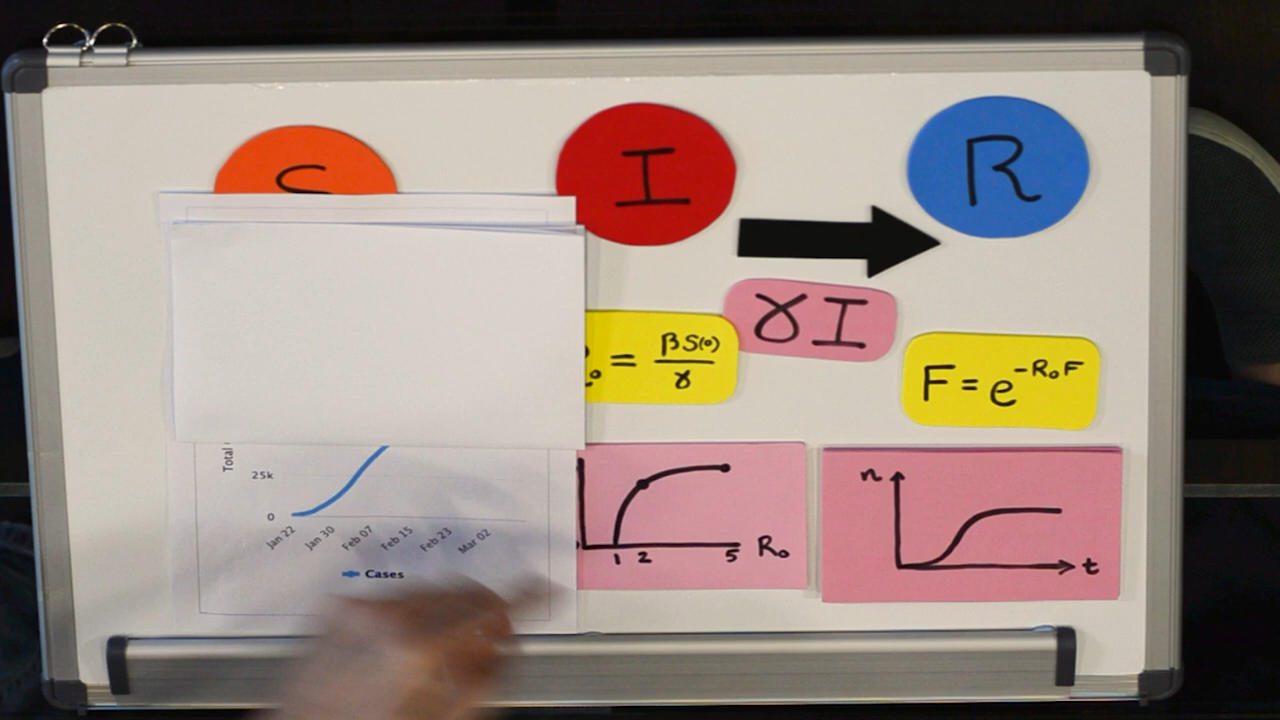 S
I
R
γI
R₀ = βS(0)/γ
F = e^-R₀F
Total
25k
0
Jan 22
Jan 30
Feb 07
Feb 15
Feb 23
Mar 02
Cases
1 2 5 R₀
n
t